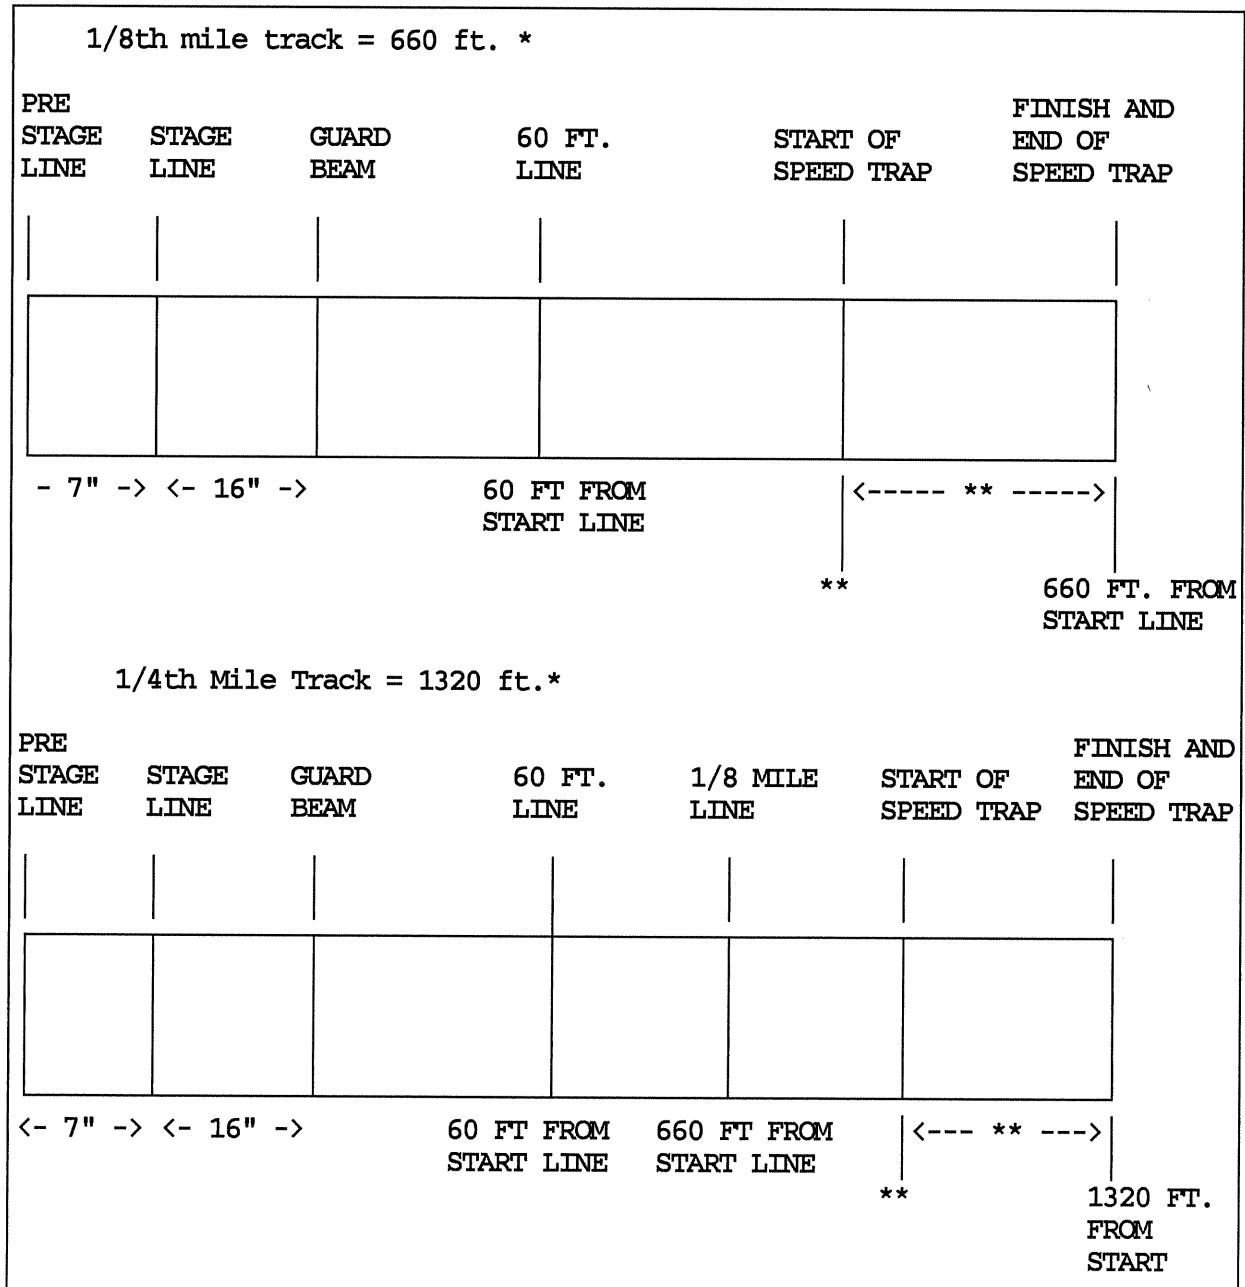 1/8th mile track = 660 ft. *
PRE
STAGE
LINE
STAGE
LINE
GUARD
BEAM
60 FT.
LINE
START OF
SPEED TRAP
FINISH AND
END OF
SPEED TRAP
- 7" -> <- 16" ->
60 FT FROM
START LINE
<----- ** ----->
**
660 FT. FROM
START LINE
1/4th Mile Track = 1320 ft.*
PRE
STAGE
LINE
STAGE
LINE
GUARD
BEAM
60 FT.
LINE
1/8 MILE
LINE
START OF
SPEED TRAP
FINISH AND
END OF
SPEED TRAP
<- 7" -> <- 16" ->
60 FT FROM
START LINE
660 FT FROM
START LINE
<--- ** --->
**
1320 FT.
FROM
START